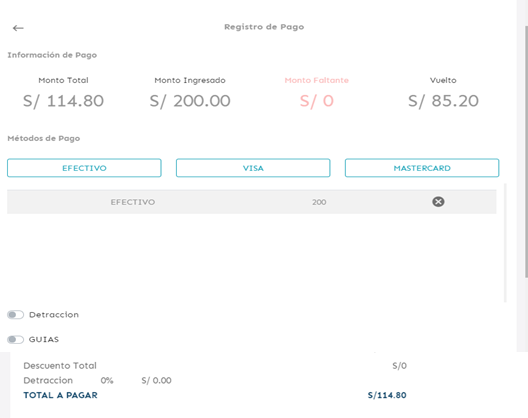 Registro de Pago
Información de Pago
Monto Total Monto Ingresado Monto Faltante Vuelto
S/ 114.80 S/ 200.00 S/ 0 S/ 85.20
Métodos de Pago
EFECTIVO VISA MASTERCARD
EFECTIVO 200
Detraccion
GUIAS
Descuento Total S/0
Detraccion 0% S/ 0.00
TOTAL A PAGAR S/114.80